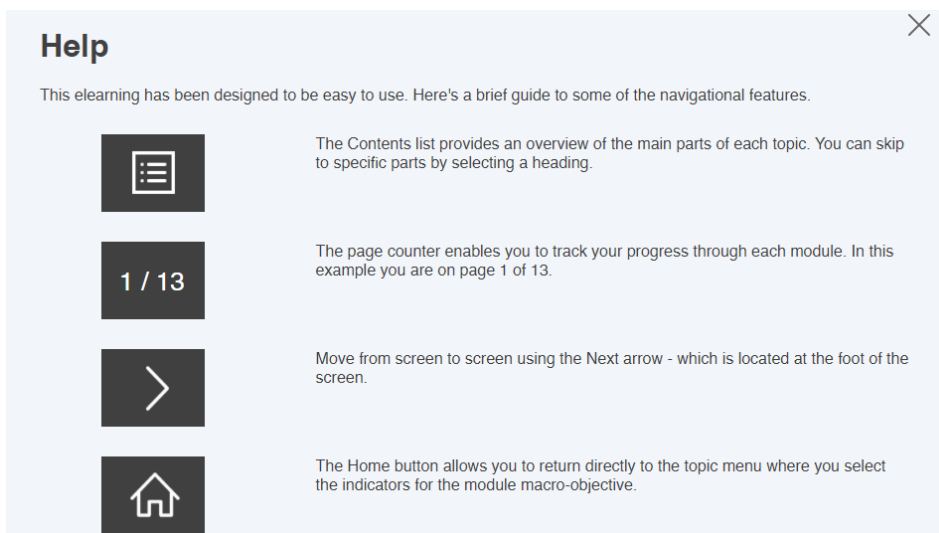 Help
This elearning has been designed to be easy to use. Here's a brief guide to some of the navigational features.
The Contents list provides an overview of the main parts of each topic. You can skip
to specific parts by selecting a heading.
1 / 13
The page counter enables you to track your progress through each module. In this
example you are on page 1 of 13.
Move from screen to screen using the Next arrow - which is located at the foot of the
screen.
The Home button allows you to return directly to the topic menu where you select
the indicators for the module macro-objective.